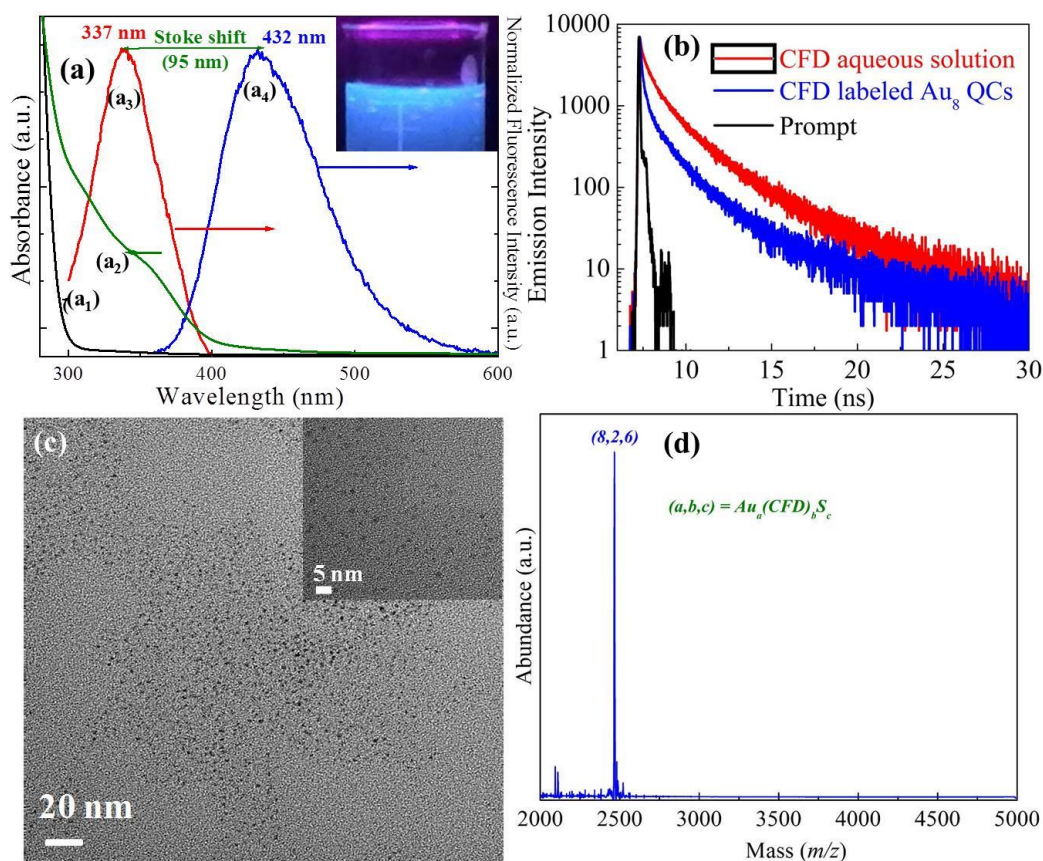 (a)
337 nm
Stoke shift
(95 nm)
432 nm
(a3)
(a4)
(a2)
(a1)
Absorbance (a.u.)
Normalized Fluorescence Intensity (a.u.)
300
400
500
600
Wavelength (nm)
(b)
CFD aqueous solution
CFD labeled Au8 QCs
Prompt
Emission Intensity
10000
1000
100
10
1
10
15
20
25
30
Time (ns)
(c)
5 nm
20 nm
(d)
(8,2,6)
(a,b,c) = Aua(CFD)bSc
Abundance (a.u.)
2000
2500
3000
3500
4000
4500
5000
Mass (m/z)